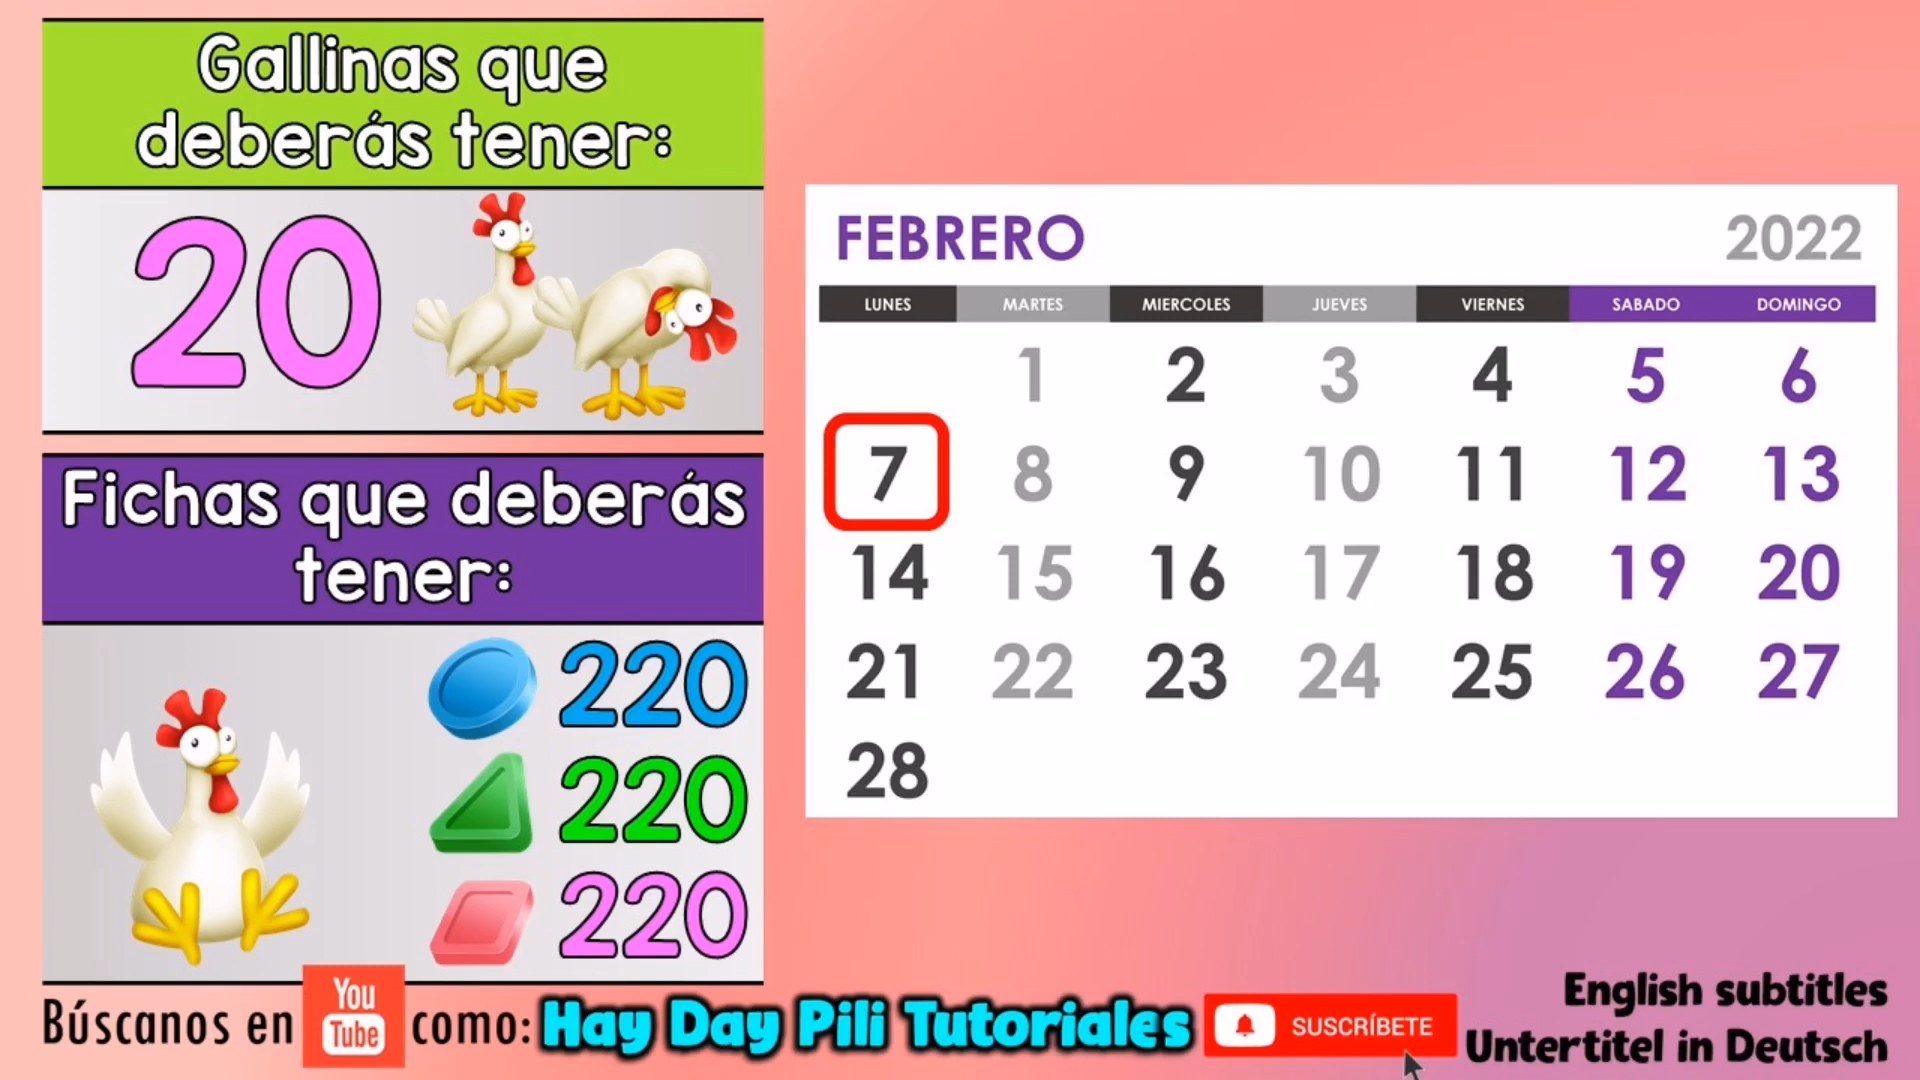 Gallinas que
deberás tener:
20
Fichas que deberás
tener:
220
220
220
FEBRERO 2022
LUNES MARTES MIERCOLES JUEVES VIERNES SABADO DOMINGO
1 2 3 4 5 6
7 8 9 10 11 12 13
14 15 16 17 18 19 20
21 22 23 24 25 26 27
28
Búscanos en You Tube como: Hay Day Pili Tutoriales SUSCRÍBETE
English subtitles
Untertitel in Deutsch